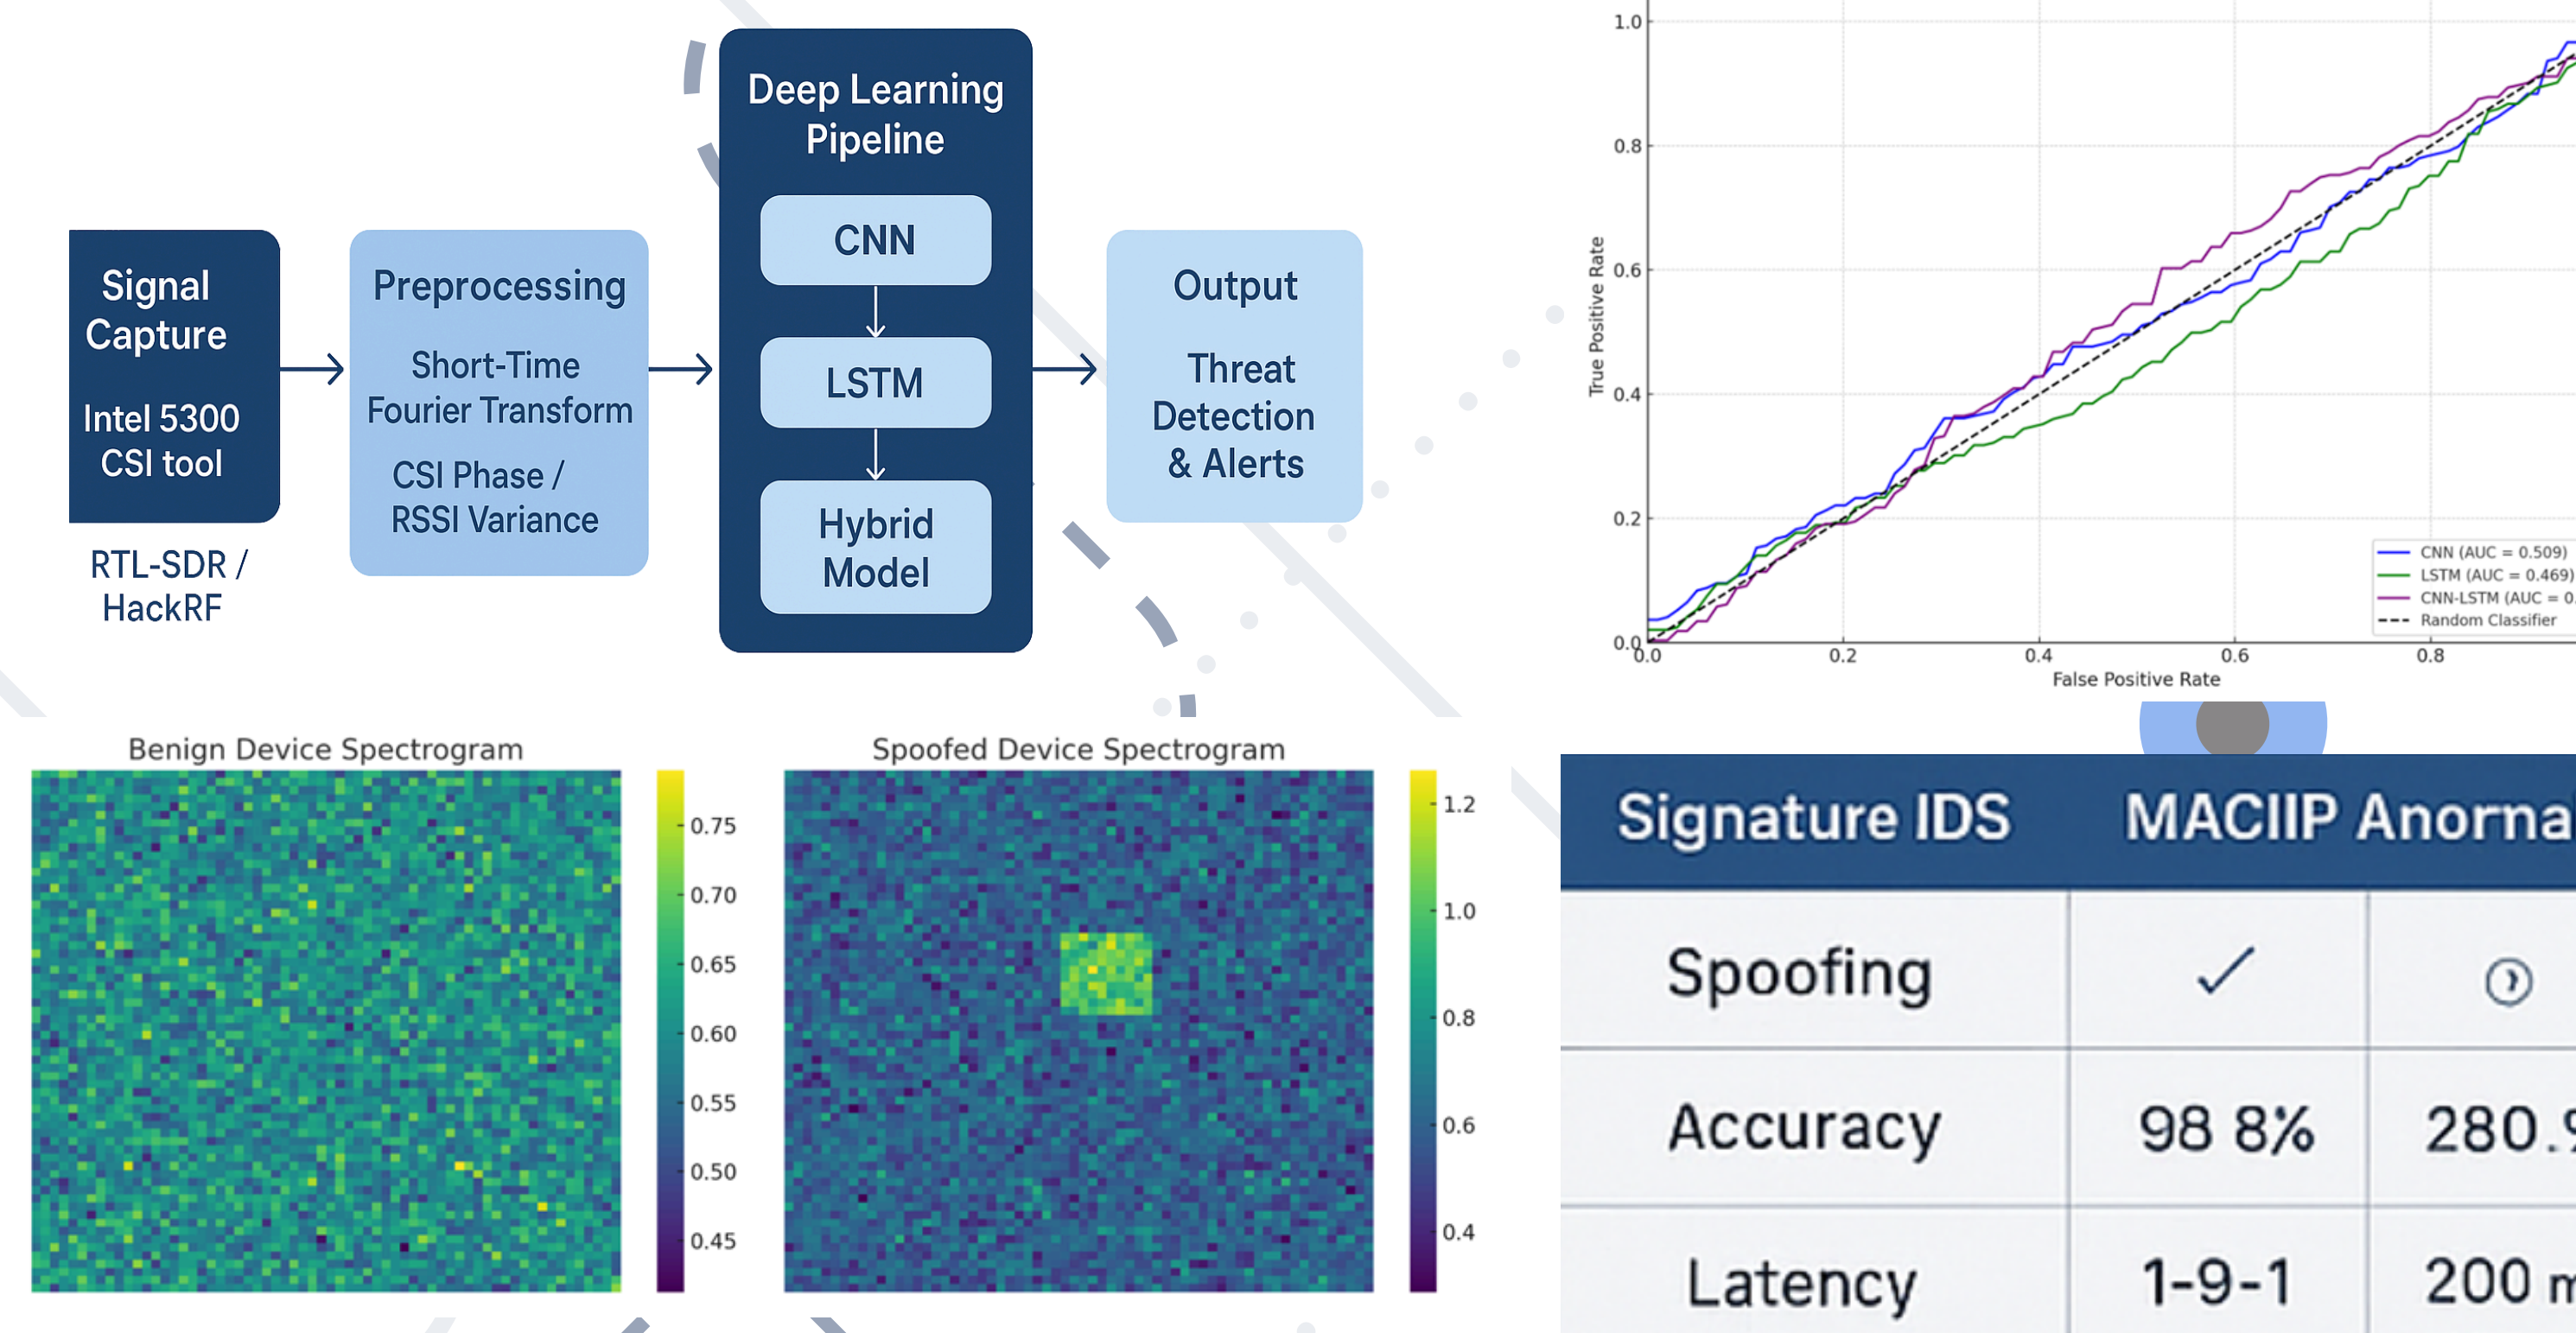 Deep Learning
Pipeline
CNN
LSTM
Hybrid
Model
Signal
Capture
Intel 5300
CSI tool
RTL-SDR /
HackRF
Preprocessing
Short-Time
Fourier Transform
CSI Phase /
RSSI Variance
Output
Threat
Detection
& Alerts
1.0
0.8
0.6
0.4
0.2
0.0
True Positive Rate
0.0 0.2 0.4 0.6 0.8
False Positive Rate
CNN (AUC = 0.509)
LSTM (AUC = 0.469)
CNN-LSTM (AUC = 0.
Random Classifier
Benign Device Spectrogram
0.75
0.70
0.65
0.60
0.55
0.50
0.45
Spoofed Device Spectrogram
1.2
1.0
0.8
0.6
0.4
Signature IDS MACIIP Anorna
Spoofing ✓
Accuracy 98 8% 280.9
Latency 1-9-1 200 m